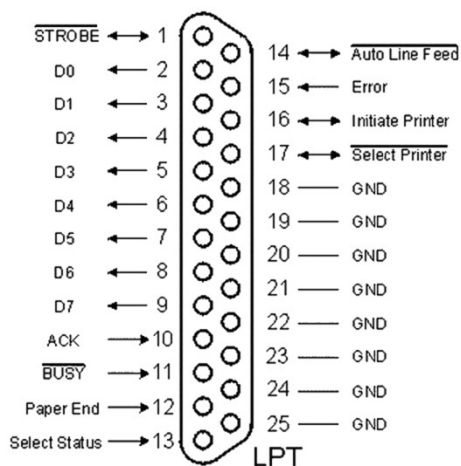 STROBE 1
D0 2
D1 3
D2 4
D3 5
D4 6
D5 7
D6 8
D7 9
ACK 10
BUSY 11
Paper End 12
Select Status 13
14 Auto Line Feed
15 Error
16 Initiate Printer
17 Select Printer
18 GND
19 GND
20 GND
21 GND
22 GND
23 GND
24 GND
25 GND
LPT